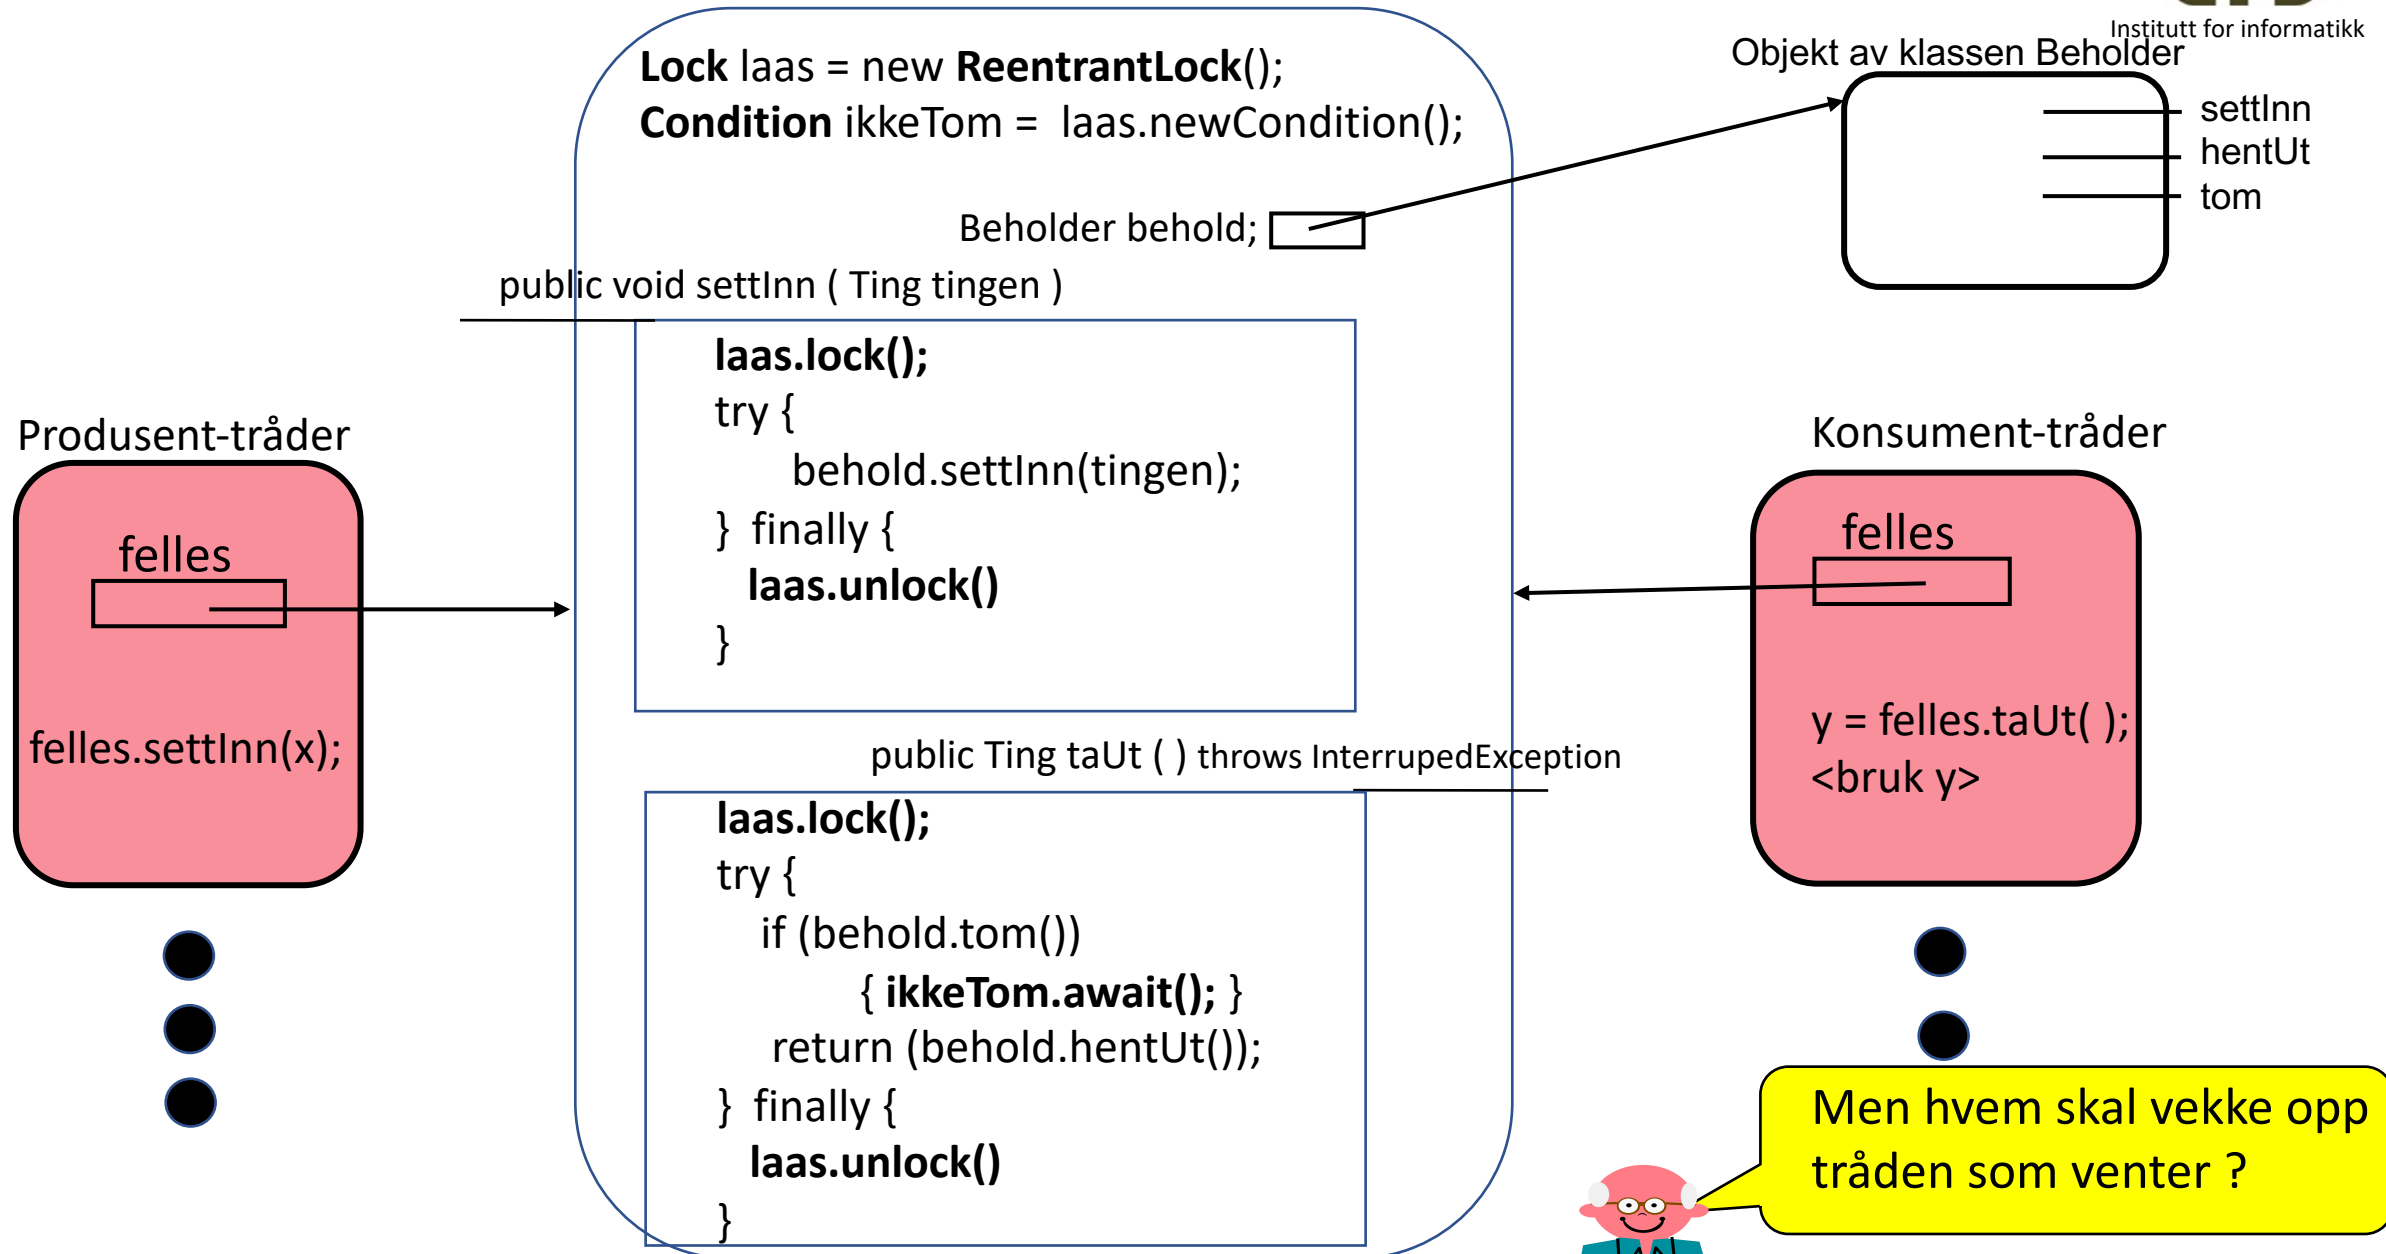 Institutt for informatikk
Lock laas = new ReentrantLock();
Condition ikkeTom =  laas.newCondition();
Beholder behold;
Objekt av klassen Beholder
settInn
hentUt
tom
public void settInn ( Ting tingen )
laas.lock();
try {
behold.settInn(tingen);
}  finally {
laas.unlock()
}
Produsent-tråder
felles
felles.settInn(x);
Konsument-tråder
felles
y = felles.taUt( );
<bruk y>
public Ting taUt ( ) throws InterrupedException
laas.lock();
try {
if (behold.tom())
{ ikkeTom.await(); }
return (behold.hentUt());
}  finally {
laas.unlock()
}
Men hvem skal vekke opp
tråden som venter ?